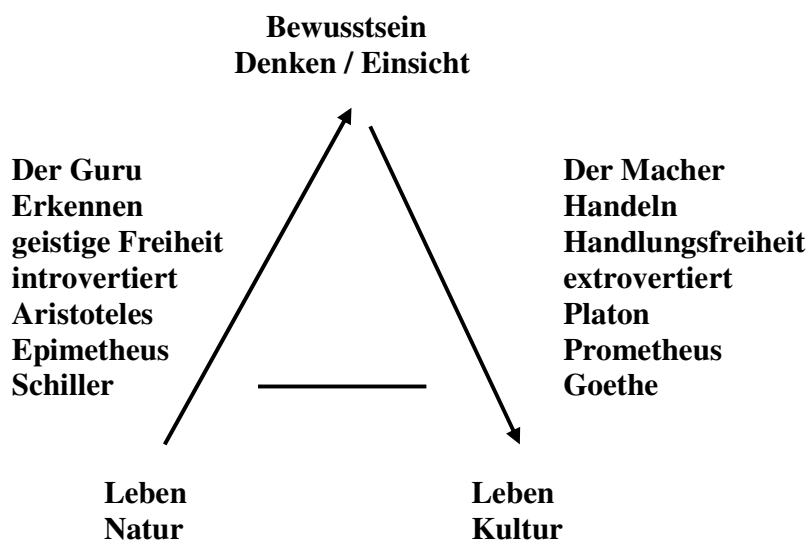 Bewusstsein
Denken / Einsicht
Der Guru
Erkennen
geistige Freiheit
introvertiert
Aristoteles
Epimetheus
Schiller
Der Macher
Handeln
Handlungsfreiheit
extrovertiert
Platon
Prometheus
Goethe
Leben
Natur
Leben
Kultur